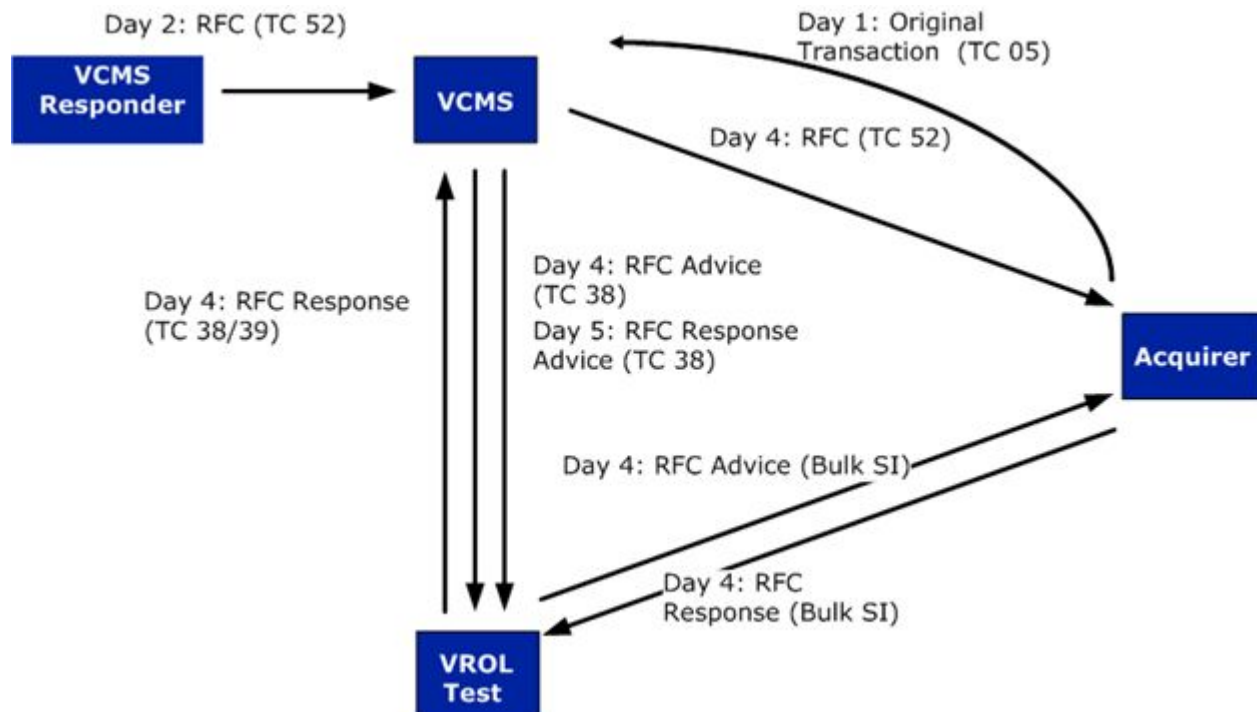 Day 2: RFC (TC 52)
Day 1: Original
Transaction (TC 05)
VCMS
Responder
VCMS
Day 4: RFC (TC 52)
Day 4: RFC Response
(TC 38/39)
Day 4: RFC Advice
(TC 38)
Day 5: RFC Response
Advice (TC 38)
Acquirer
Day 4: RFC Advice (Bulk SI)
Day 4: RFC
Response (Bulk SI)
VROL
Test